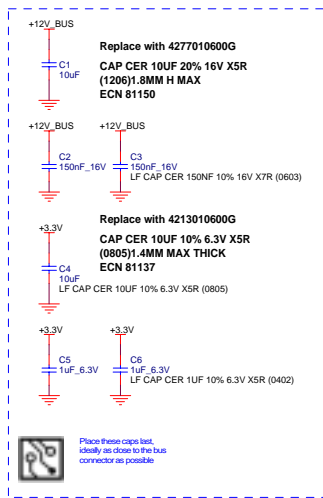 +12V_BUS
Replace with 4277010600G
C1
10uF
CAP CER 10UF 20% 16V X5R
(1206)1.8MM H MAX
ECN 81150
+12V_BUS +12V_BUS
C2 C3
150nF_16V 150nF_16V
LF CAP CER 150NF 10% 16V X7R (0603)
Replace with 4213010600G
+3.3V
CAP CER 10UF 10% 6.3V X5R
(0805)1.4MM MAX THICK
C4
ECN 81137
10uF
LF CAP CER 10UF 10% 6.3V X5R (0805)
+3.3V +3.3V
C5 C6
1uF_6.3V 1uF_6.3V
LF CAP CER 1UF 10% 6.3V X5R (0402)
Place these caps last,
ideally as close to the bus
connector as possible